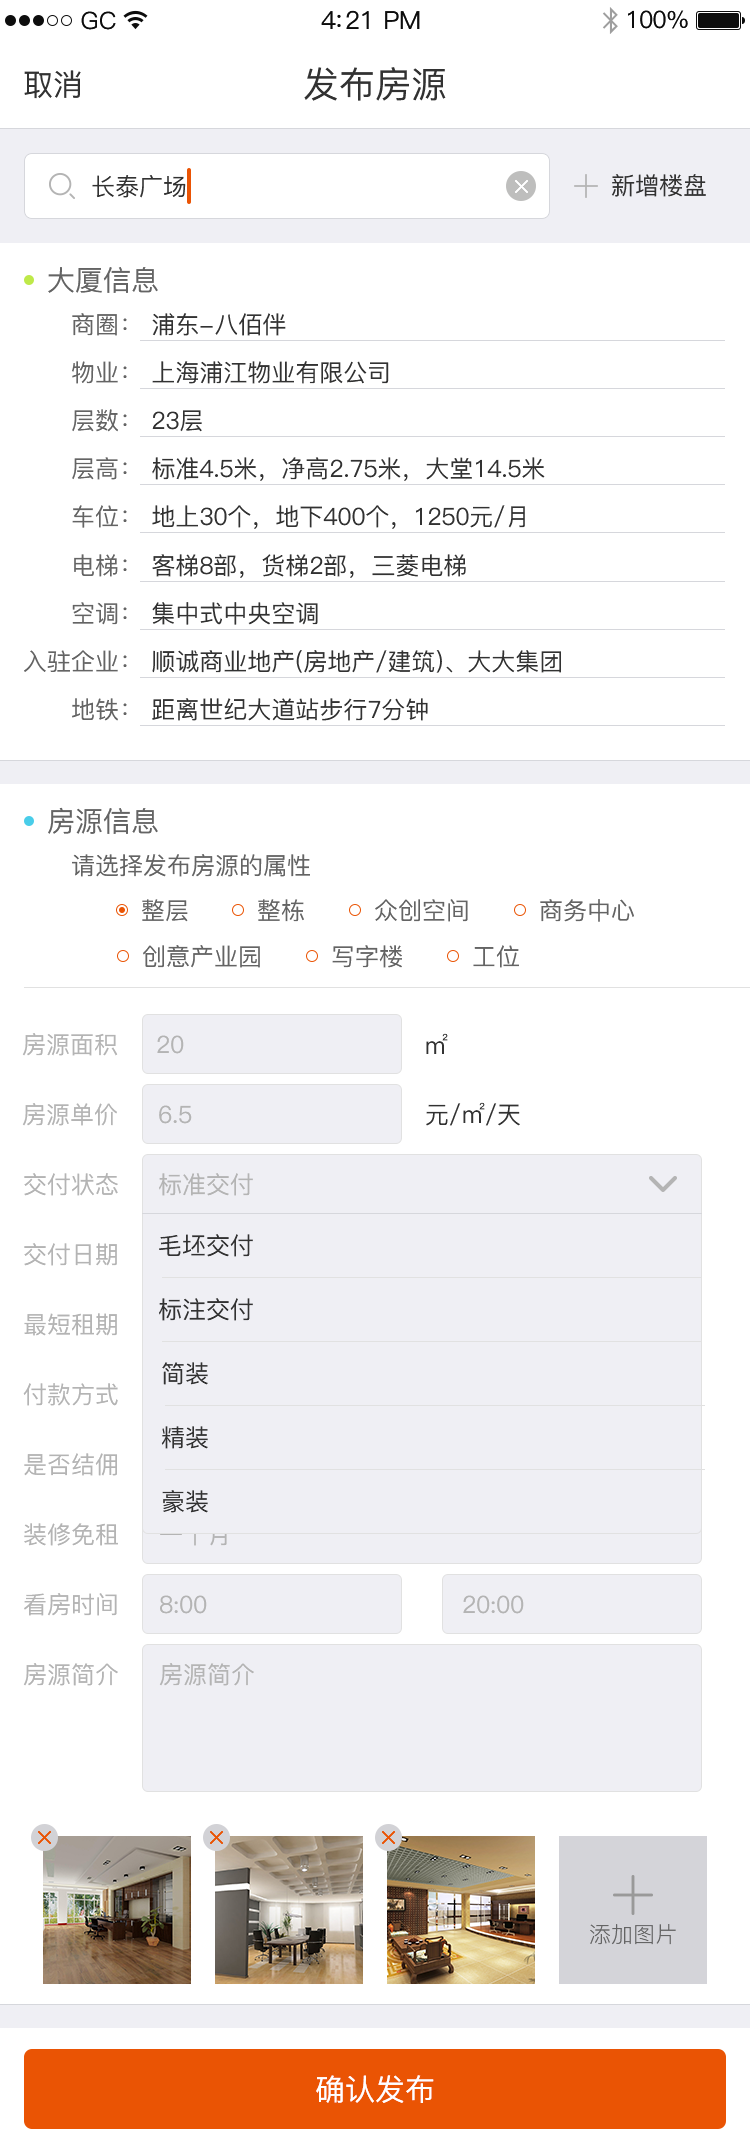 GC 4:21 PM 100%
取消 发布房源
长泰广场 新增楼盘
大厦信息
商圈： 浦东-八佰伴
物业： 上海浦江物业有限公司
层数： 23层
层高： 标准4.5米，净高2.75米，大堂14.5米
车位： 地上30个，地下400个，1250元/月
电梯： 客梯8部，货梯2部，三菱电梯
空调： 集中式中央空调
入驻企业： 顺诚商业地产(房地产/建筑)、大大集团
地铁： 距离世纪大道站步行7分钟
房源信息
请选择发布房源的属性
整层 整栋 众创空间 商务中心
创意产业园 写字楼 工位
房源面积 20 ㎡
房源单价 6.5 元/㎡/天
交付状态 标准交付
毛坯交付
交付日期
标注交付
最短租期
简装
付款方式
精装
是否结佣
豪装
装修免租 一个月
看房时间 8:00 20:00
房源简介 房源简介
添加图片
确认发布